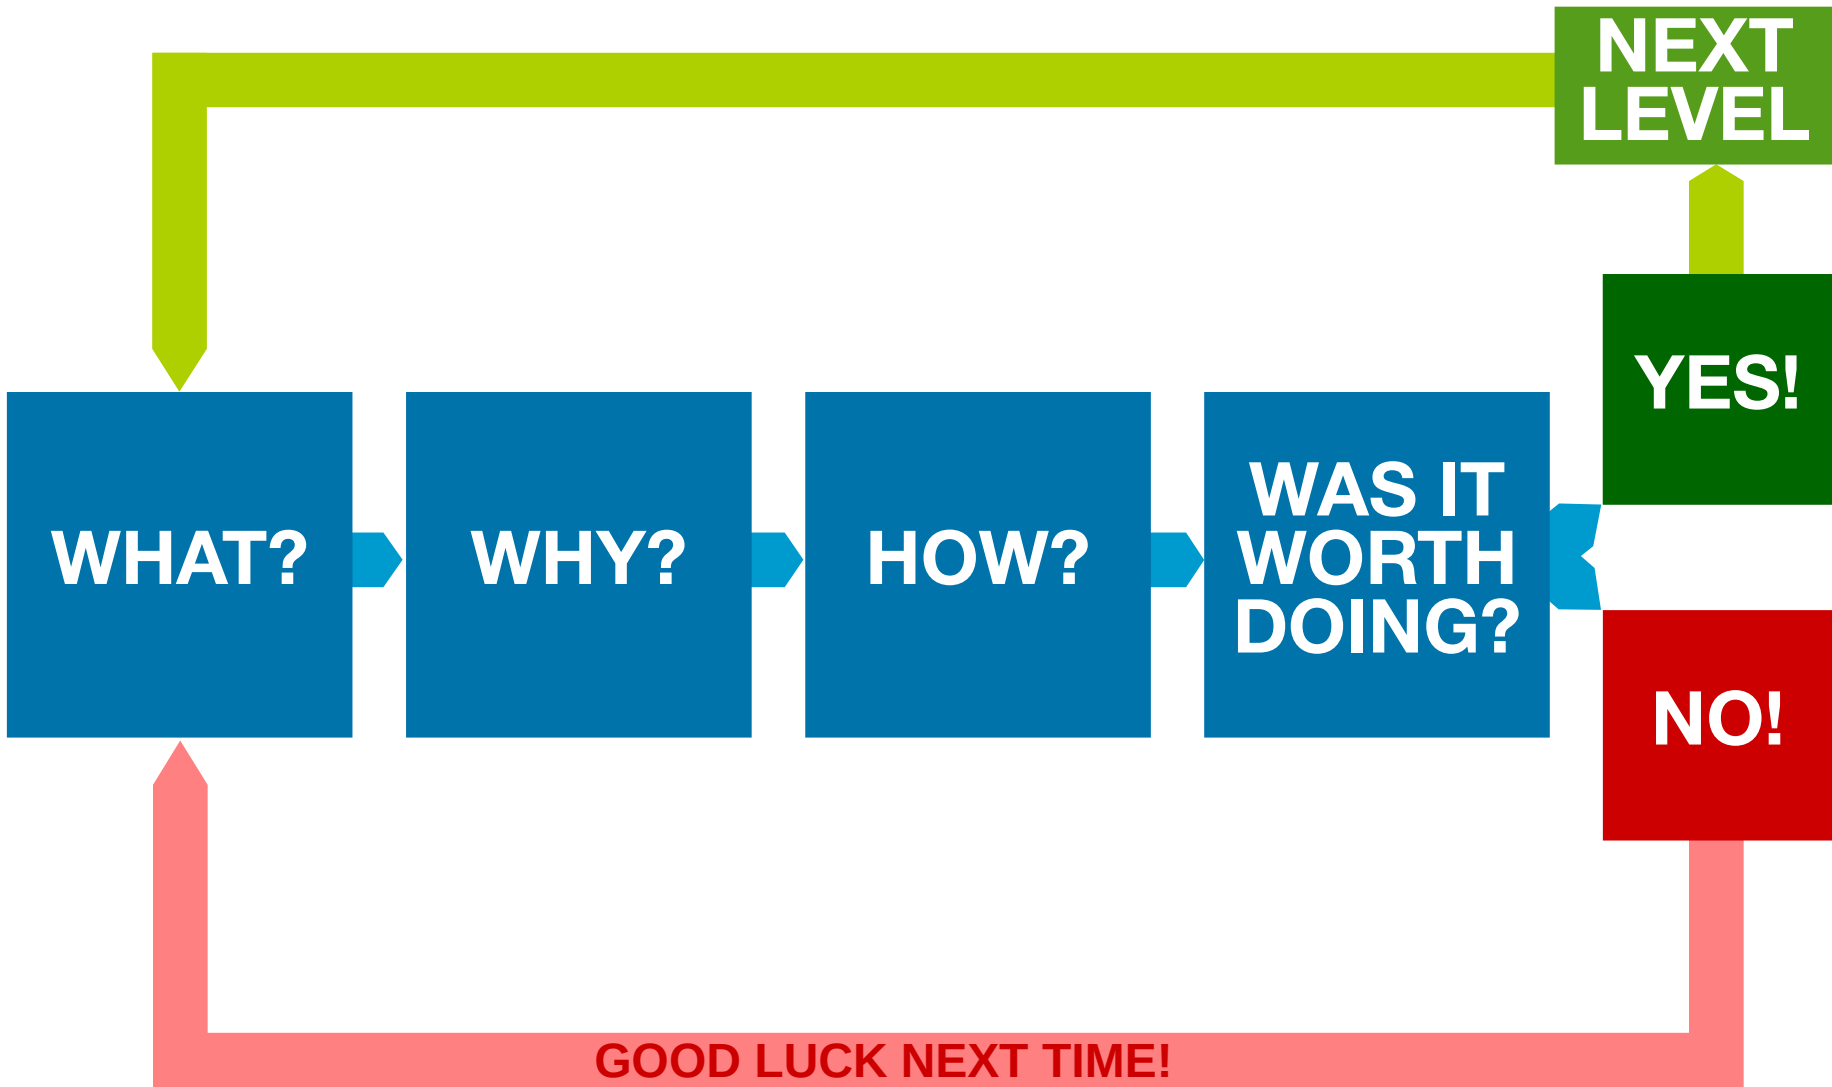 NEXT
LEVEL
YES!
WHAT?
WHY?
HOW?
WAS IT
WORTH
DOING?
NO!
GOOD LUCK NEXT TIME!